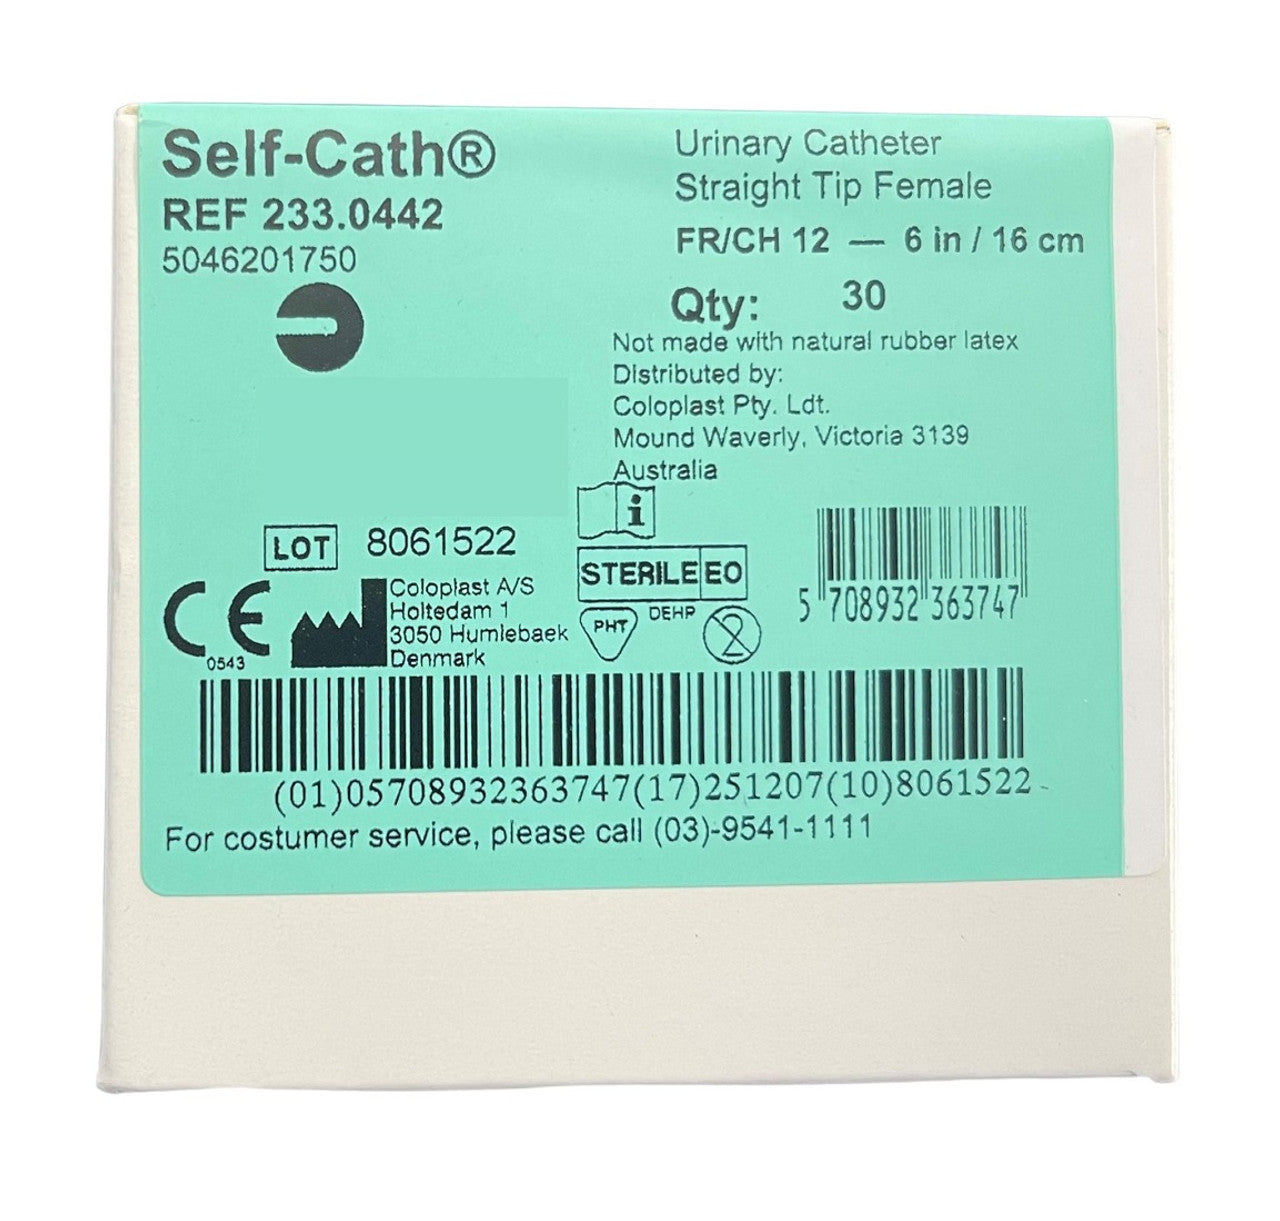 Self-Cath®
REF 233.0442
5046201750
Urinary Catheter
Straight Tip Female
FR/CH 12 — 6 in / 16 cm
Qty: 30
Not made with natural rubber latex
Distributed by:
Coloplast Pty. Ldt.
Mound Waverly, Victoria 3139
Australia
i
LOT 8061522
STERILE EO
CE
0543
Coloplast A/S
Holtedam 1
3050 Humlebaek
Denmark
PHT
DEHP
2
5 708932 363747
(01)05708932363747(17)251207(10)8061522
For costumer service, please call (03)-9541-1111